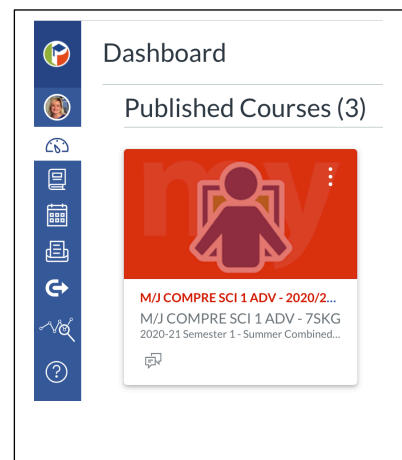 Dashboard
Published Courses (3)
my
M/J COMPRE SCI 1 ADV - 2020/2...
M/J COMPRE SCI 1 ADV - 7SKG
2020-21 Semester 1 - Summer Combined...